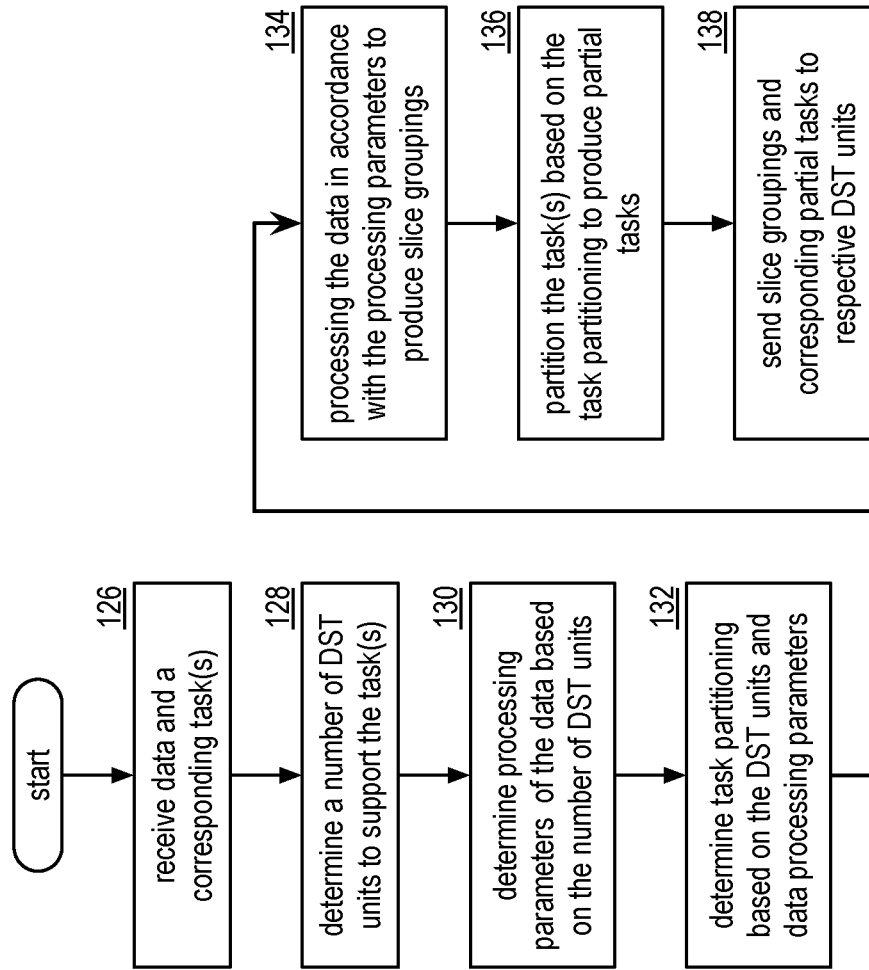 start
126
receive data and a
corresponding task(s)
128
determine a number of DST
units to support the task(s)
130
determine processing
parameters of the data based
on the number of DST units
132
determine task partitioning
based on the DST units and
data processing parameters
134
processing the data in accordance
with the processing parameters to
produce slice groupings
136
partition the task(s) based on the
task partitioning to produce partial
tasks
138
send slice groupings and
corresponding partial tasks to
respective DST units